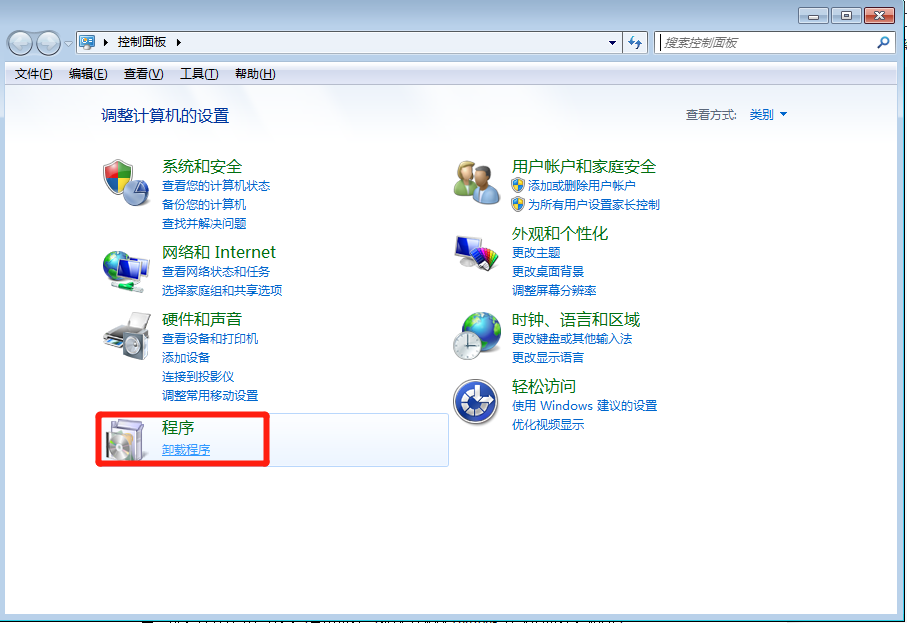 控制面板
搜索控制面板
文件(F) 编辑(E) 查看(V) 工具(T) 帮助(H)
调整计算机的设置
查看方式: 类别
系统和安全
查看您的计算机状态
备份您的计算机
查找并解决问题
网络和 Internet
查看网络状态和任务
选择家庭组和共享选项
硬件和声音
查看设备和打印机
添加设备
连接到投影仪
调整常用移动设置
程序
卸载程序
用户帐户和家庭安全
添加或删除用户帐户
为所有用户设置家长控制
外观和个性化
更改主题
更改桌面背景
调整屏幕分辨率
时钟、语言和区域
更改键盘或其他输入法
更改显示语言
轻松访问
使用 Windows 建议的设置
优化视频显示